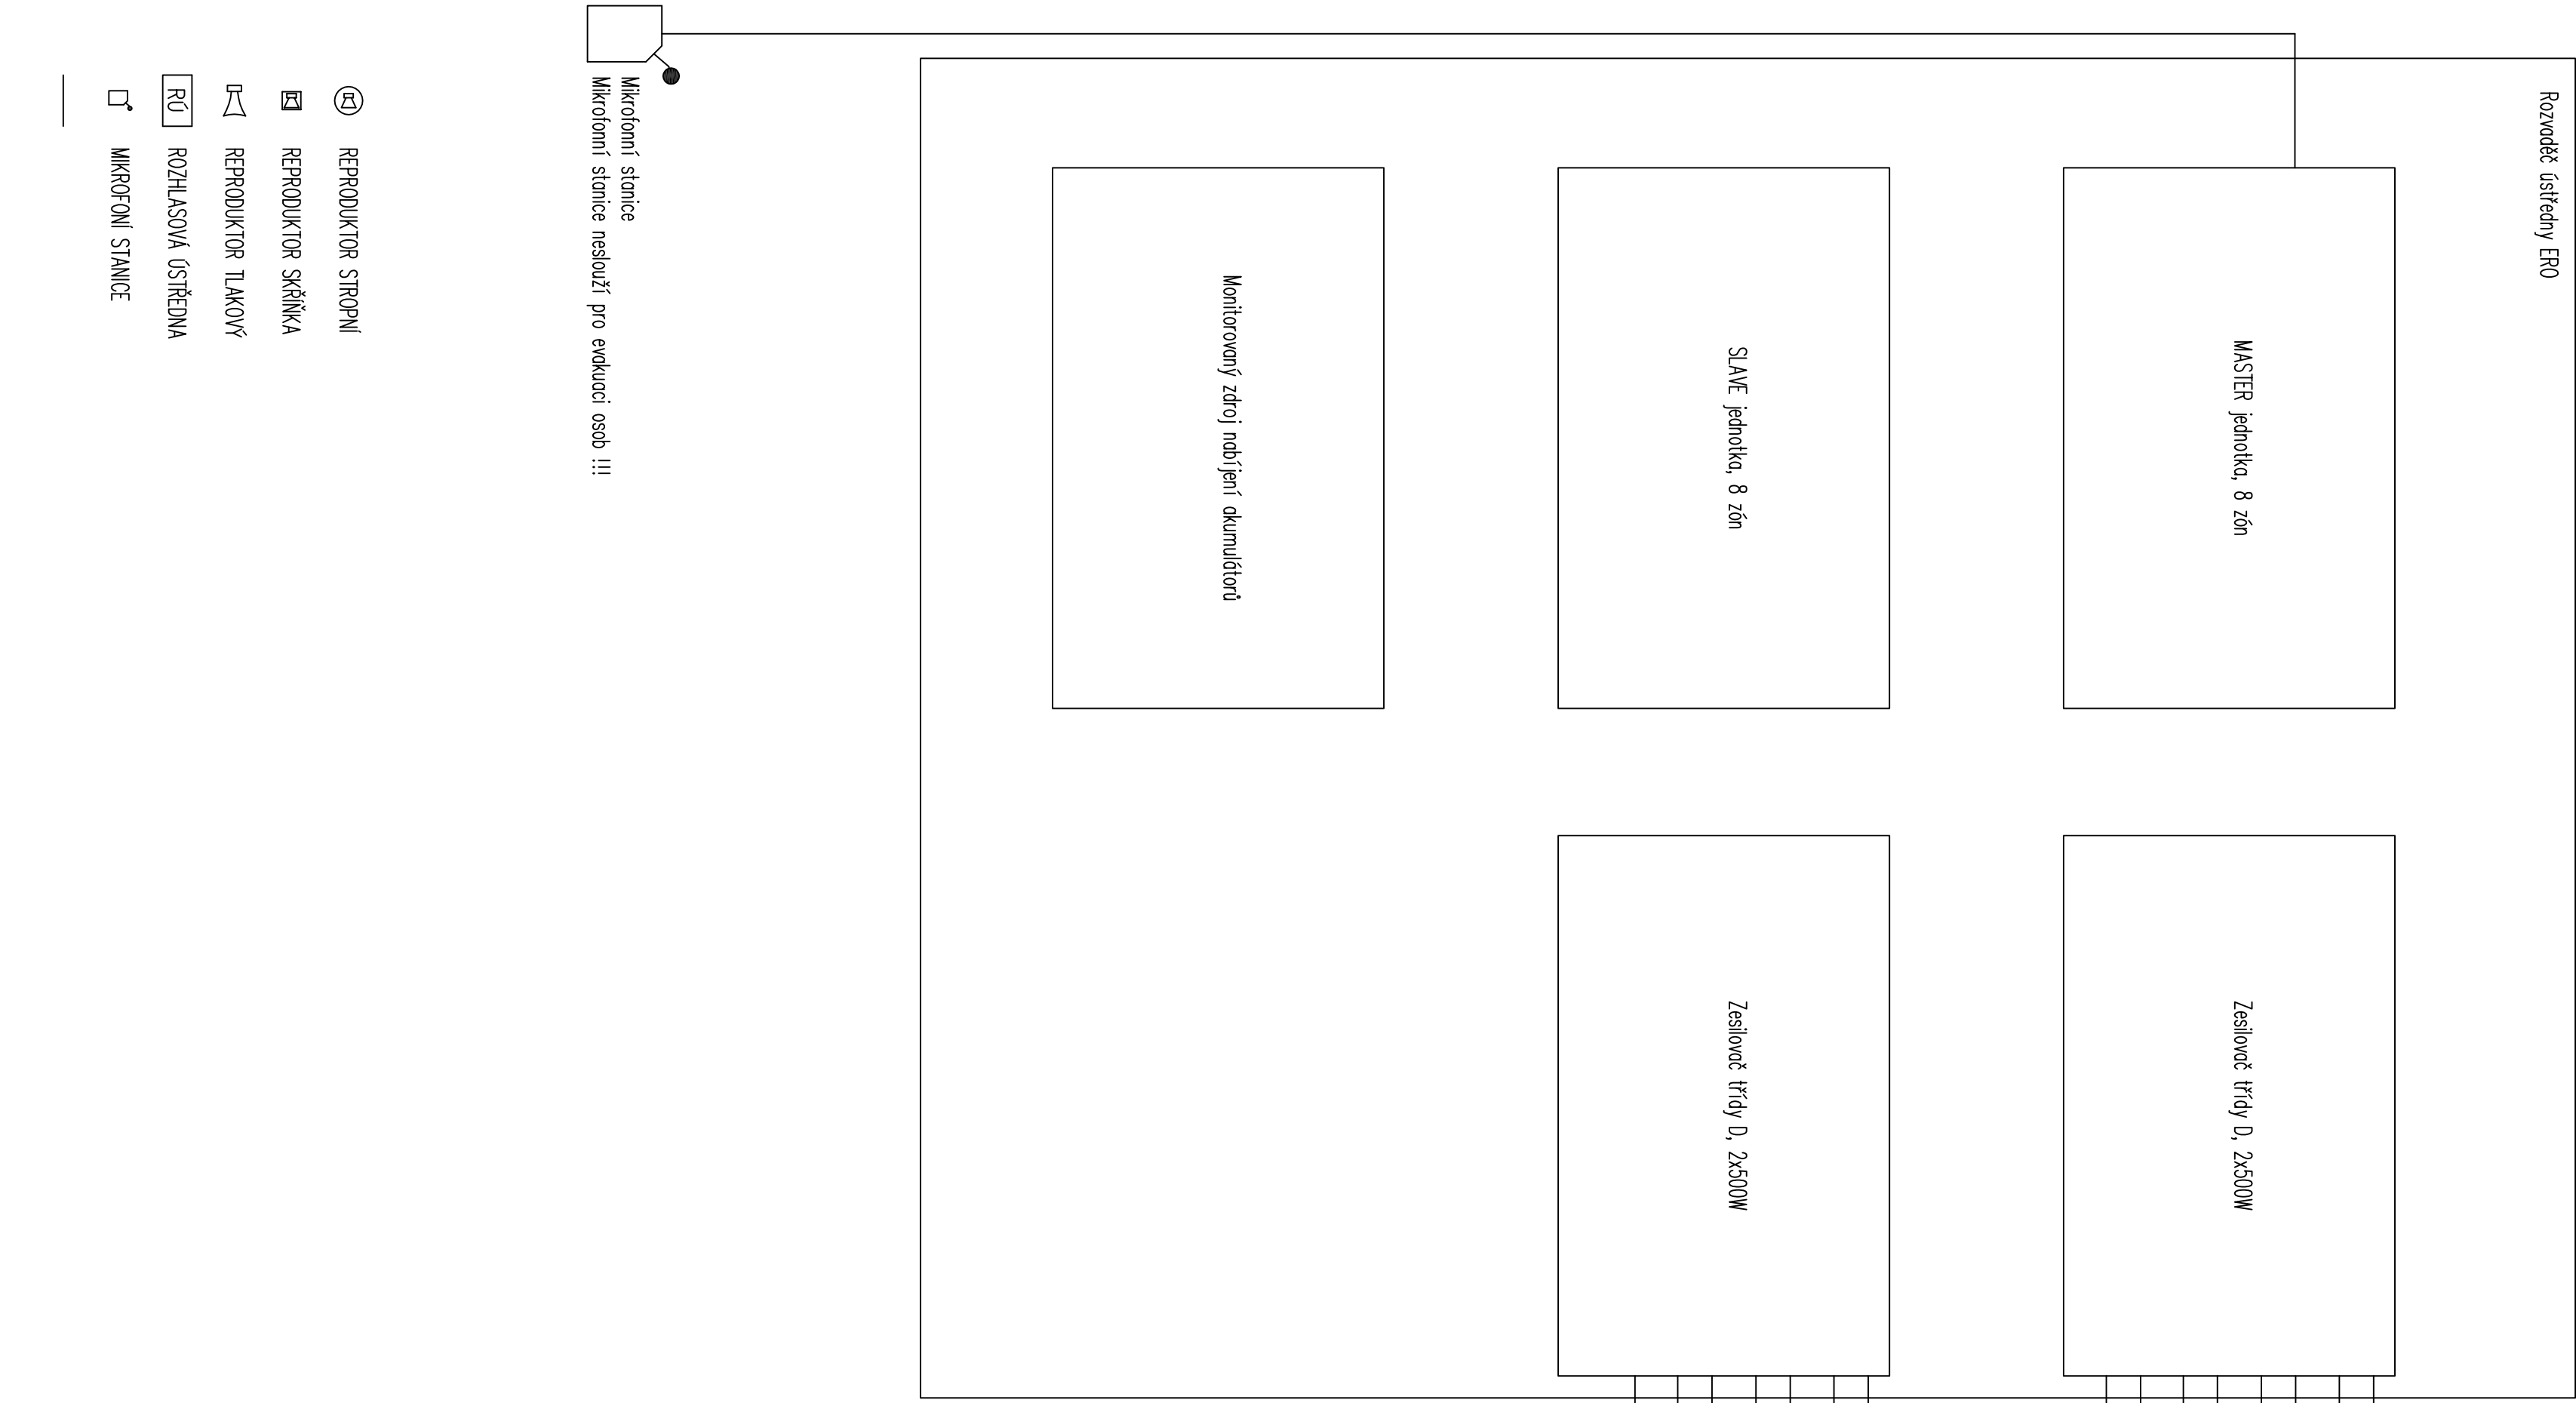 Rozvaděč ústředny ERO
MASTER jednotka, 8 zón
Zesilovač třídy D, 2x500W
SLAVE jednotka, 8 zón
Zesilovač třídy D, 2x500W
Monitorovaný zdroj nabíjení akumulátorů
Mikrofonní stanice
Mikrofonní stanice neslouží pro evakuaci osob !!!
REPRODUKTOR STROPNÍ
REPRODUKTOR SKŘÍŇKA
REPRODUKTOR TLAKOVÝ
RÚ ROZHLASOVÁ ÚSTŘEDNA
MIKROFONÍ STANICE